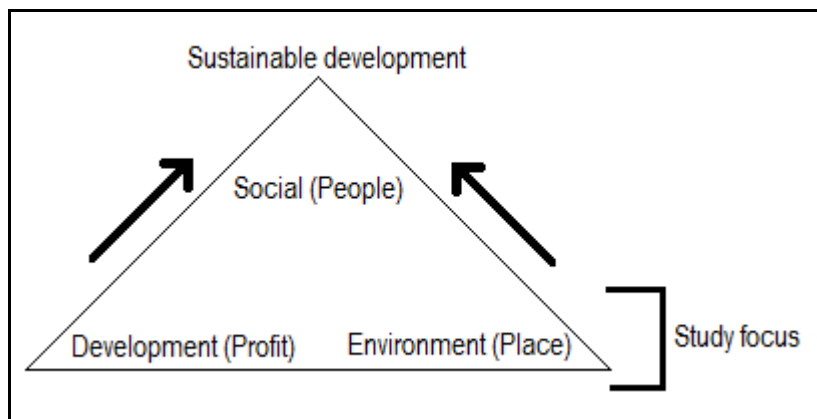 Sustainable development
Social (People)
Development (Profit)
Environment (Place)
Study focus